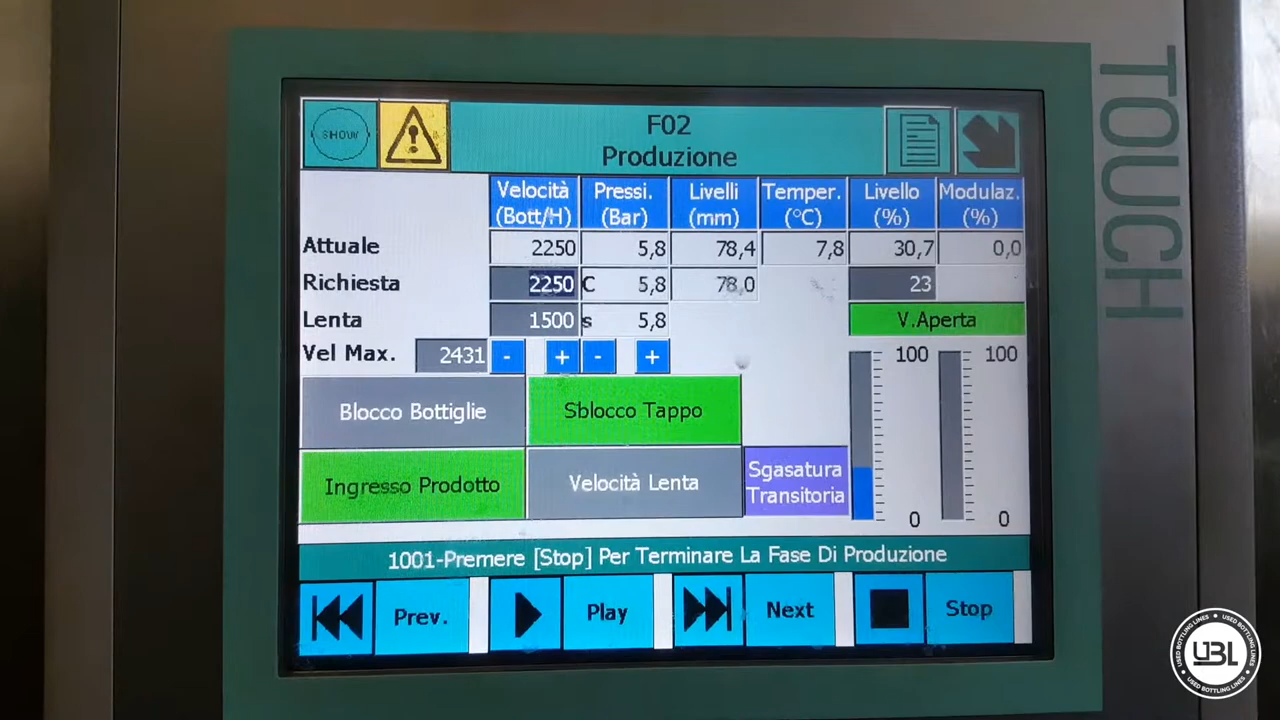 SHOW
F02
Produzione
TOUCH
Velocità (Bott/H) Pressi. (Bar) Livelli (mm) Temper. (°C) Livello (%) Modulaz. (%)
Attuale 2250 5,8 78,4 7,8 30,7 0,0
Richiesta 2250 C 5,8 78,0 23
Lenta 1500 s 5,8 V.Aperta
Vel Max. 2431 - + - + 100 100
Blocco Bottiglie Sblocco Tappo
Ingresso Prodotto Velocità Lenta Sgasatura Transitoria
0 0
1001-Premere [Stop] Per Terminare La Fase Di Produzione
Prev. Play Next Stop
USED BOTTLING LINES
UBL
USED BOTTLING LINES